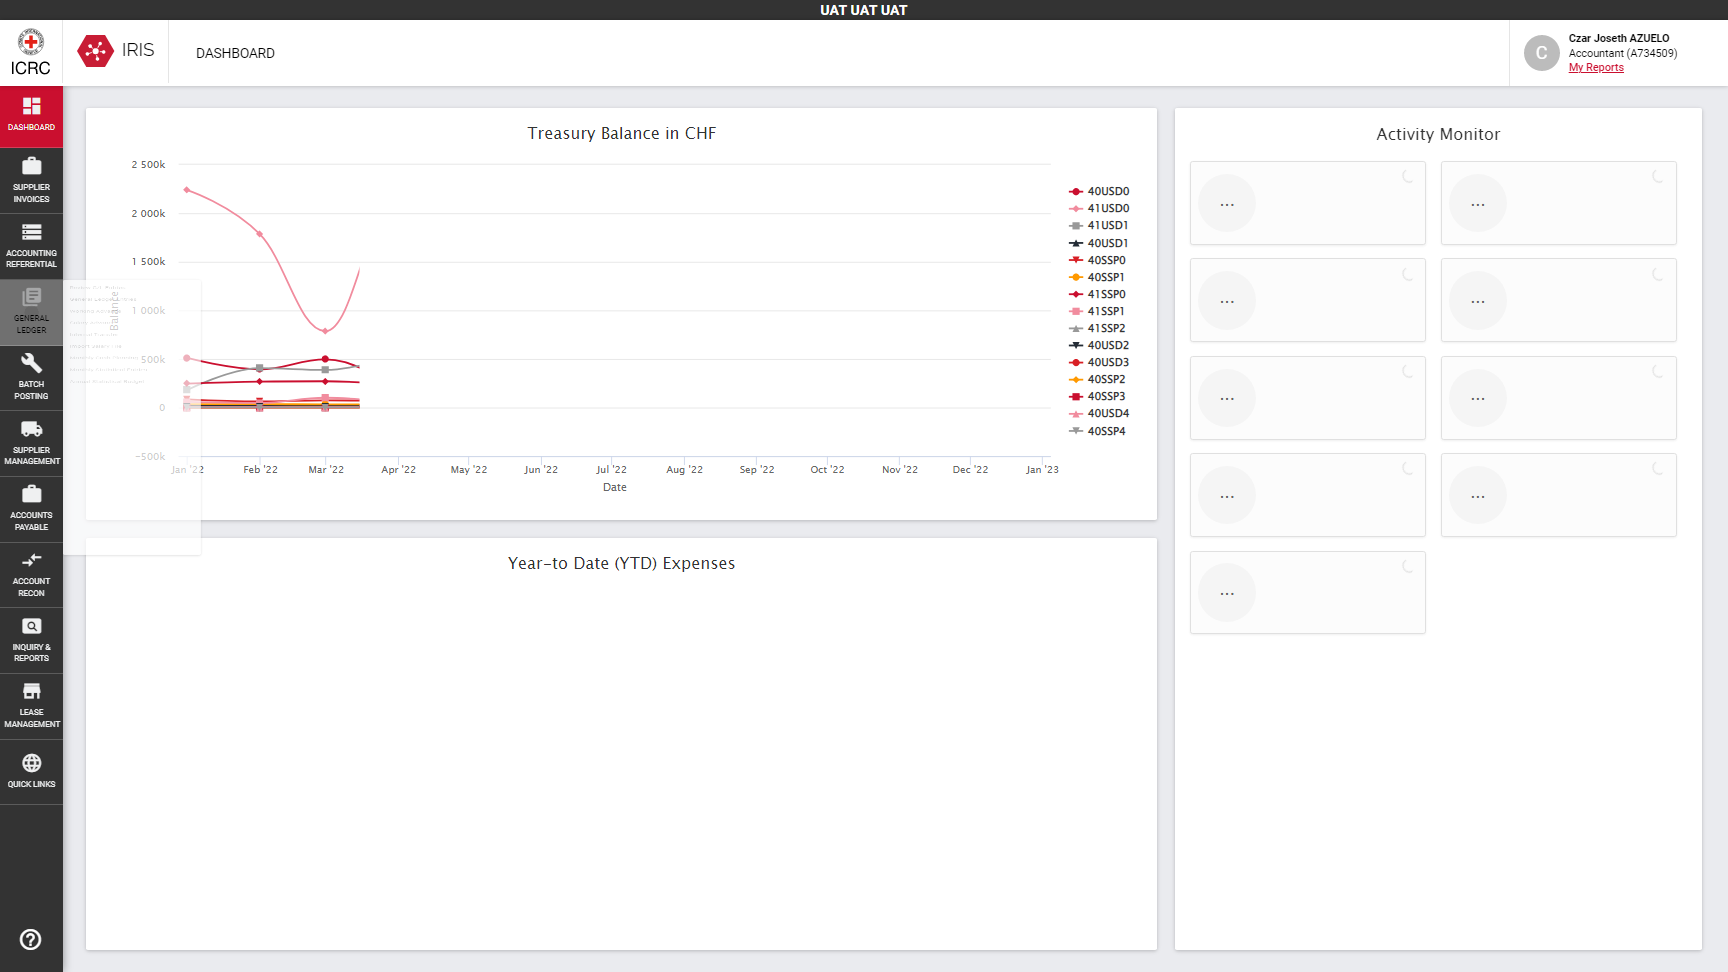 UAT UAT UAT
ICRC
IRIS
DASHBOARD
C
Czar Joseth AZUELO
Accountant (A734509)
My Reports
DASHBOARD
SUPPLIER
INVOICES
ACCOUNTING
REFERENTIAL
GENERAL
LEDGER
BATCH
POSTING
SUPPLIER
MANAGEMENT
ACCOUNTS
PAYABLE
ACCOUNT
RECON
INQUIRY &
REPORTS
LEASE
MANAGEMENT
QUICK LINKS
Treasury Balance in CHF
2 500k
2 000k
1 500k
1 000k
500k
0
-500k
Balance
Jan '22
Feb '22
Mar '22
Apr '22
May '22
Jun '22
Jul '22
Aug '22
Sep '22
Oct '22
Nov '22
Dec '22
Jan '23
Date
40USD0
41USD0
41USD1
40USD1
40SSP0
40SSP1
41SSP0
41SSP1
41SSP2
40USD2
40USD3
40SSP2
40SSP3
40USD4
40SSP4
Year-to Date (YTD) Expenses
Activity Monitor
...
...
...
...
...
...
...
...
...